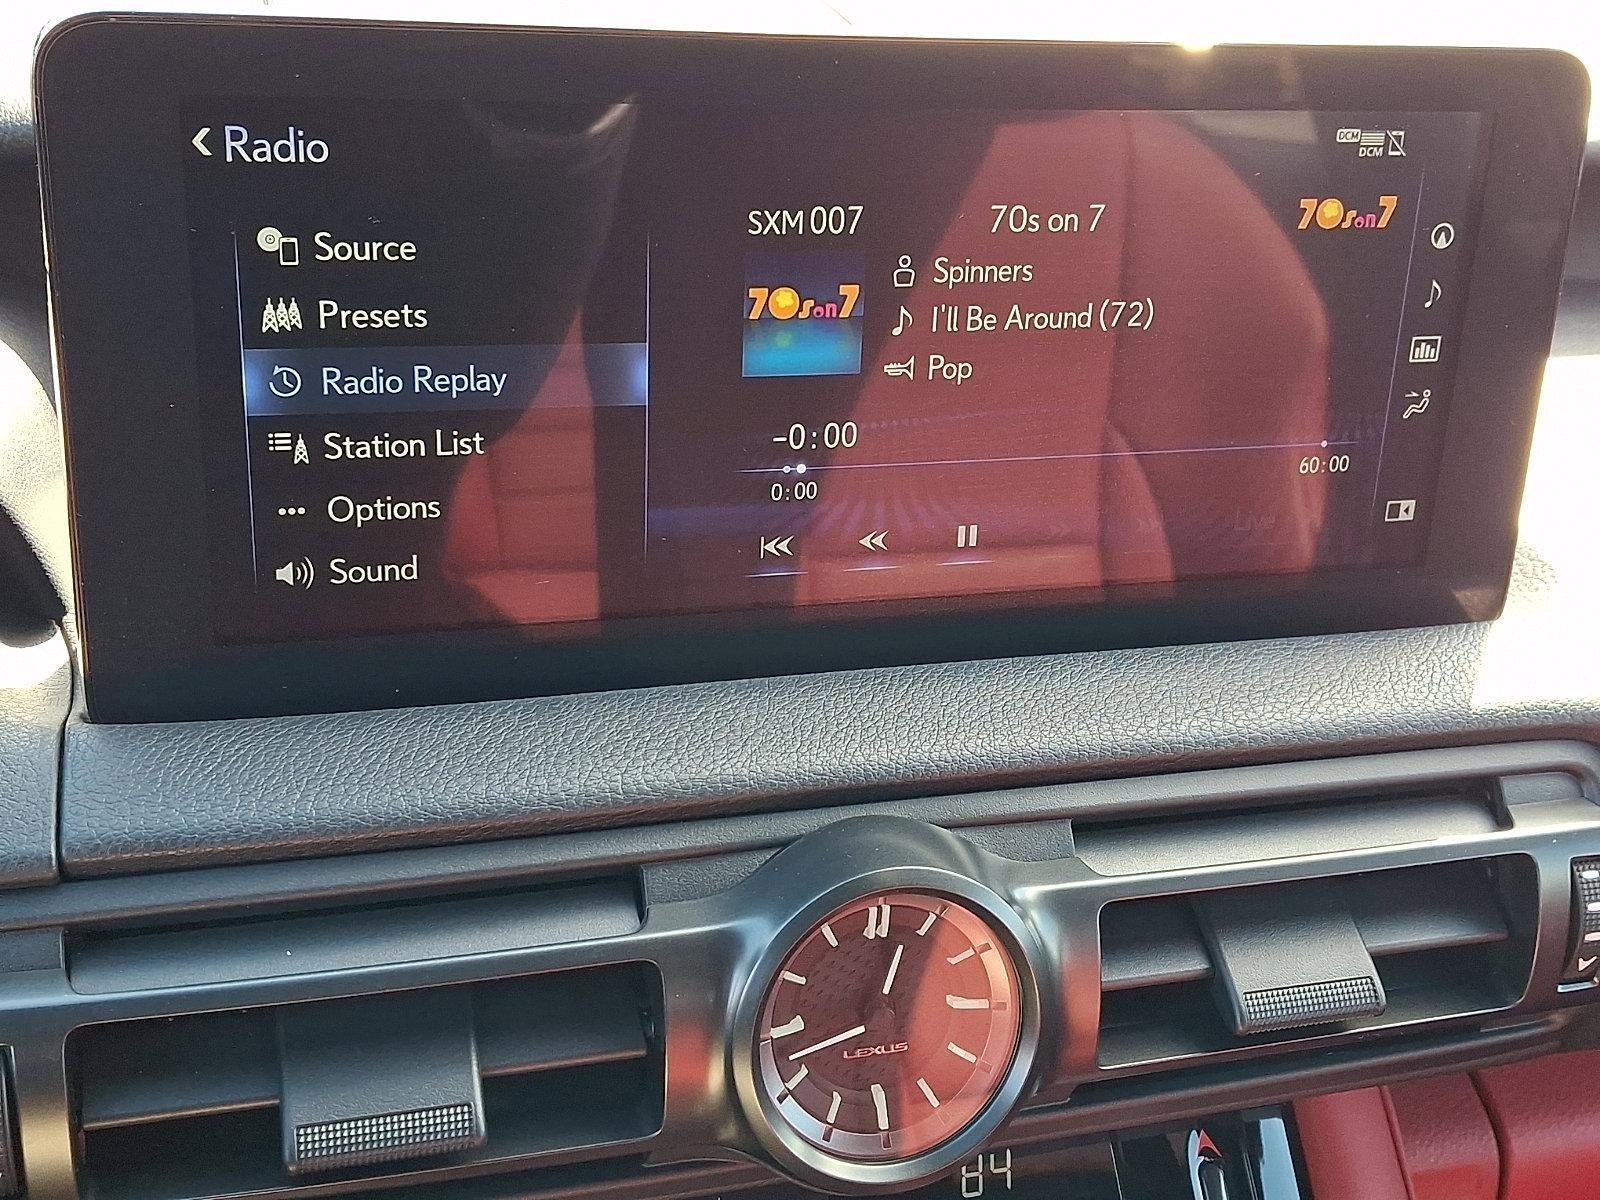 Radio
DCM
DCM
Source
Presets
Radio Replay
Station List
Options
Sound
SXM 007
70s on 7
70s on 7
70s on 7
Spinners
I'll Be Around (72)
Pop
-0:00
0:00
60:00
Live
LEXUS
84